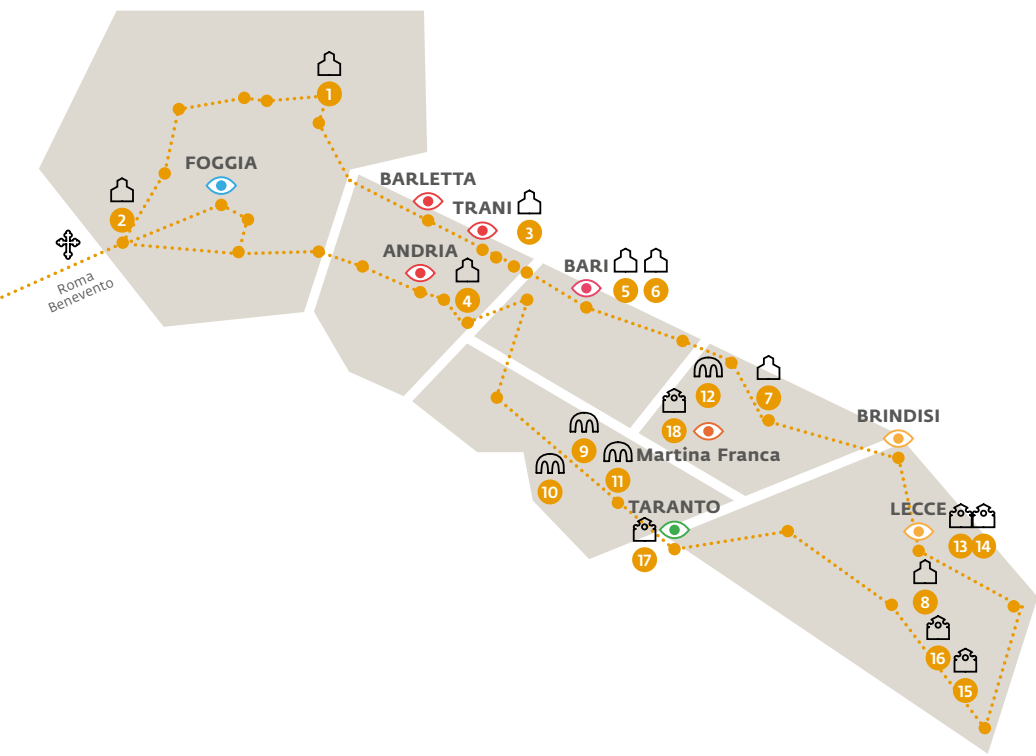 1
FOGGIA
BARLETTA
2
TRANI
3
ANDRIA
BARI
4
5
6
Roma
Benevento
12
7
18
BRINDISI
9
Martina Franca
11
10
TARANTO
LECCE
13
14
17
8
16
15